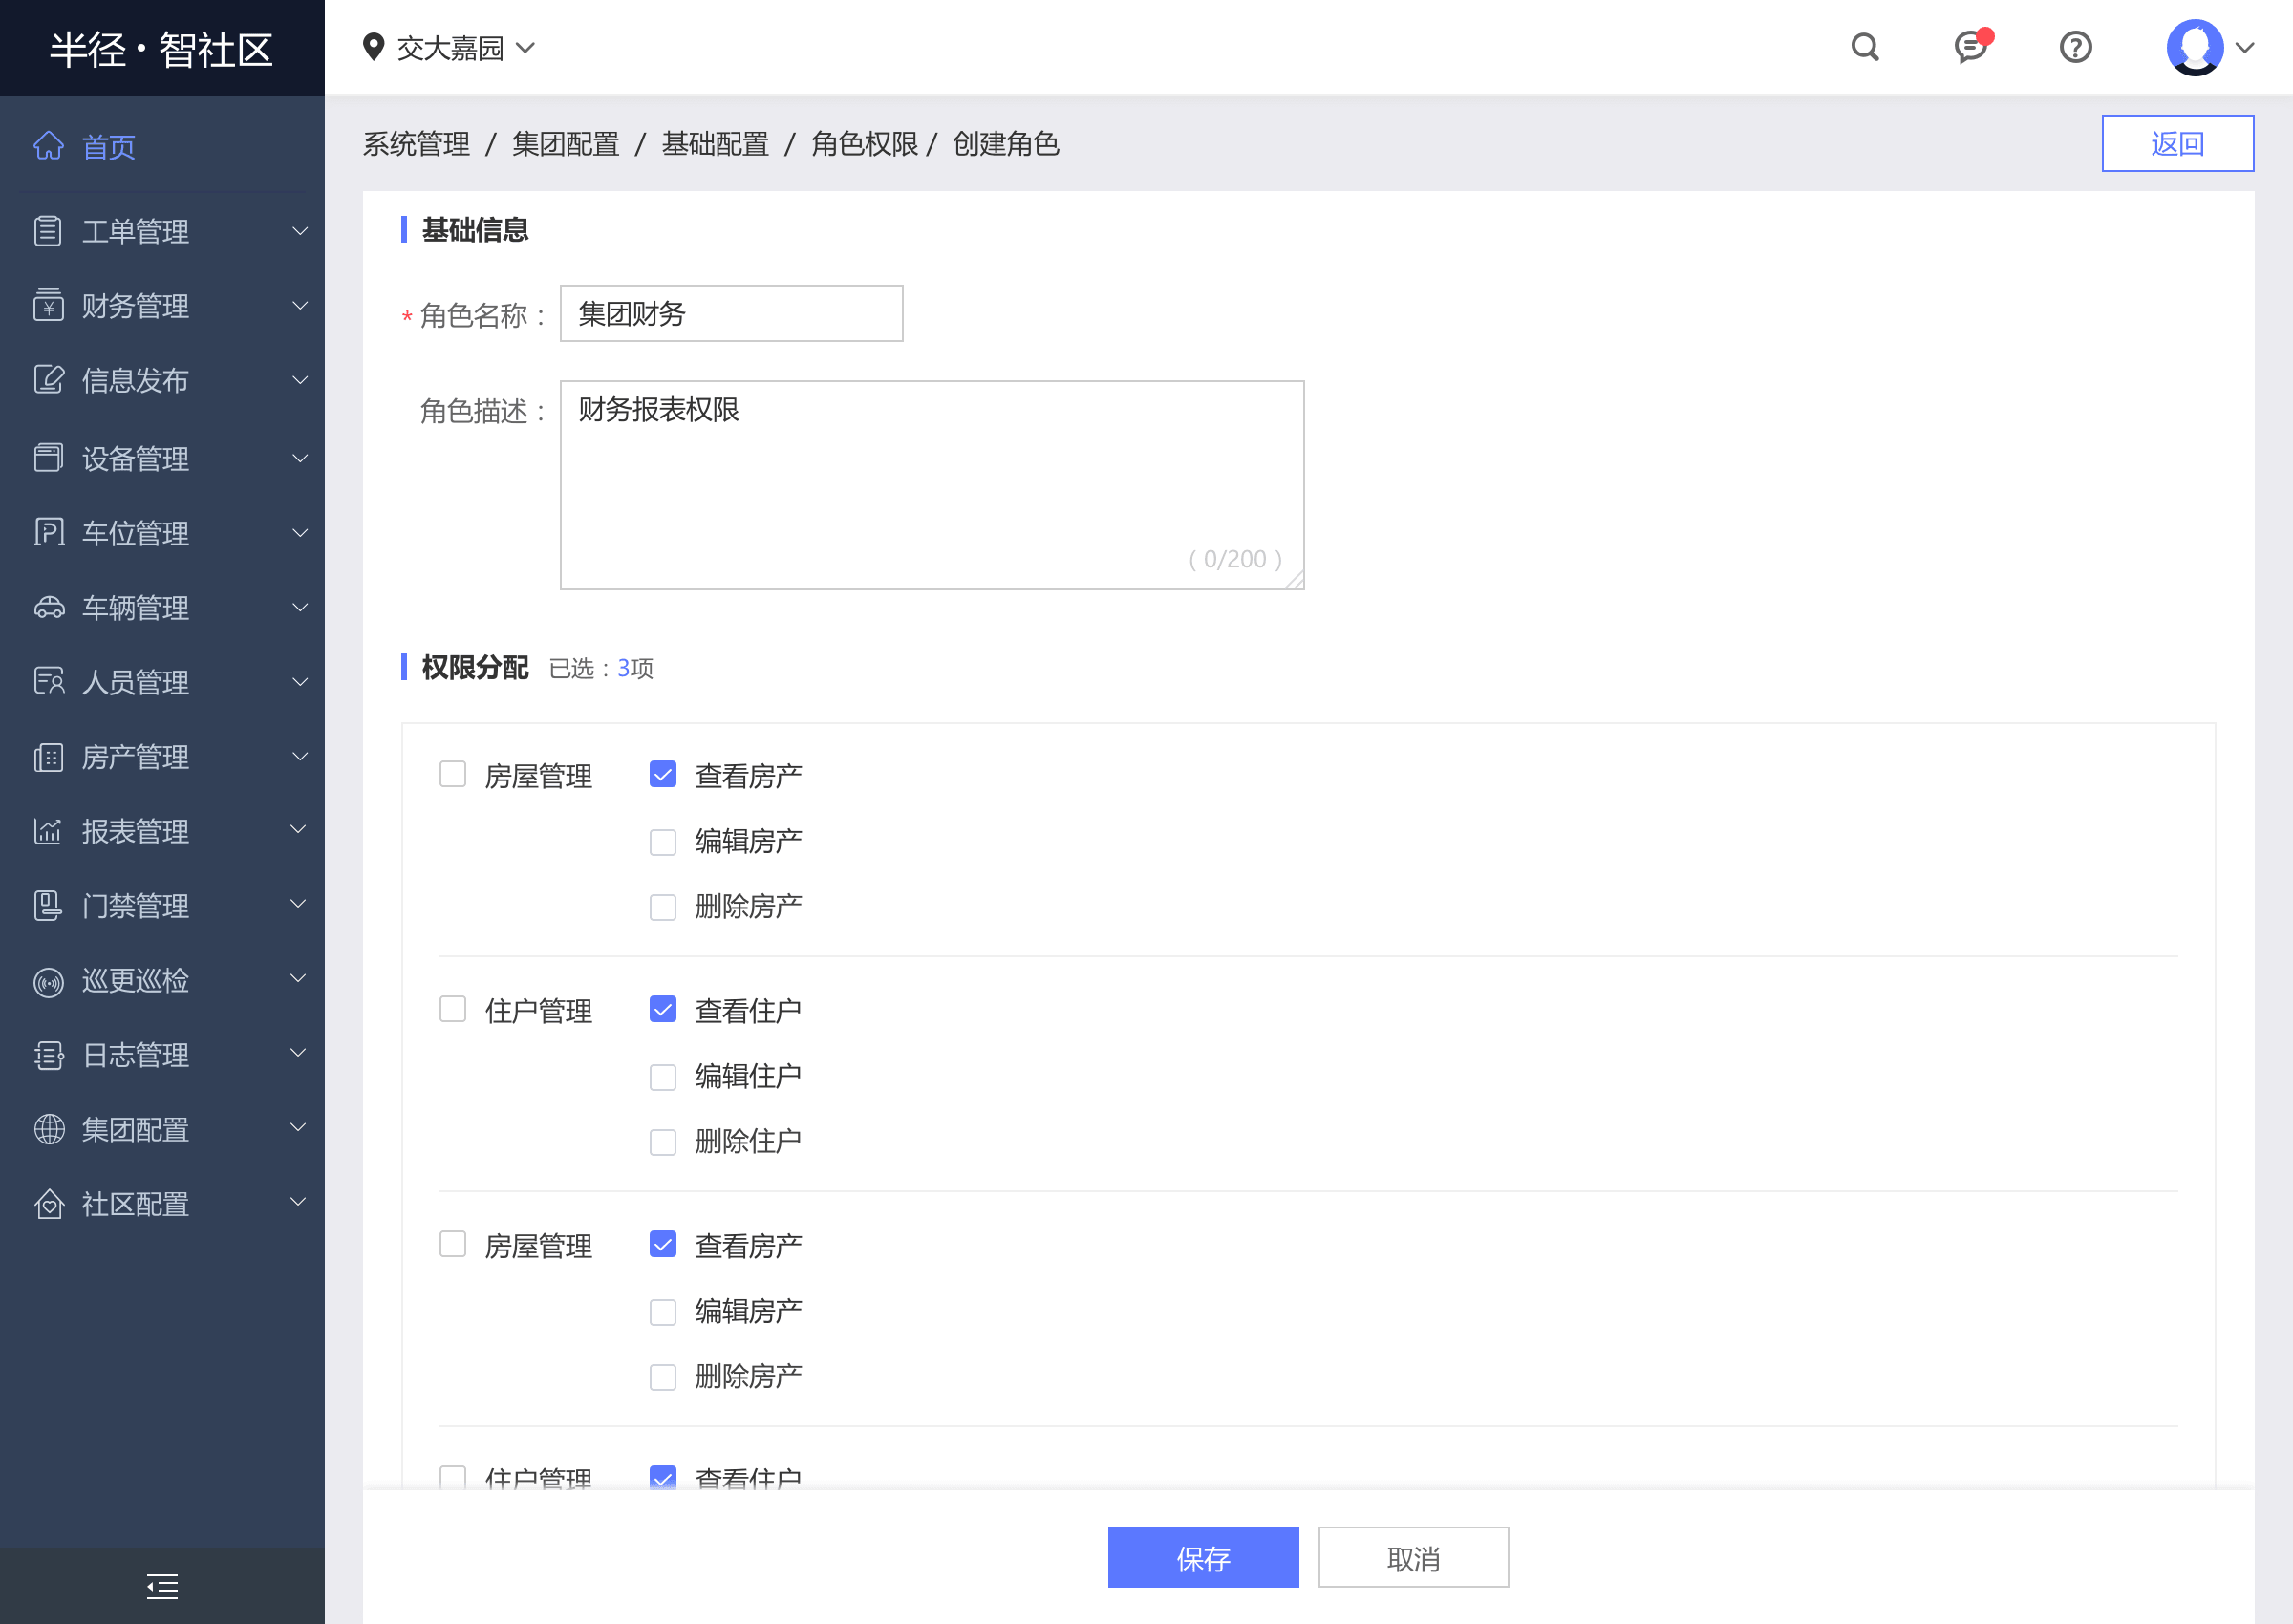 半径·智社区
交大嘉园
首页
工单管理
财务管理
信息发布
设备管理
车位管理
车辆管理
人员管理
房产管理
报表管理
门禁管理
巡更巡检
日志管理
集团配置
社区配置
系统管理 / 集团配置 / 基础配置 / 角色权限 / 创建角色
返回
基础信息
* 角色名称： 集团财务
角色描述： 财务报表权限
( 0/200 )
权限分配 已选：3项
房屋管理 查看房产
编辑房产
删除房产
住户管理 查看住户
编辑住户
删除住户
房屋管理 查看房产
编辑房产
删除房产
住户管理 查看住户
保存 取消